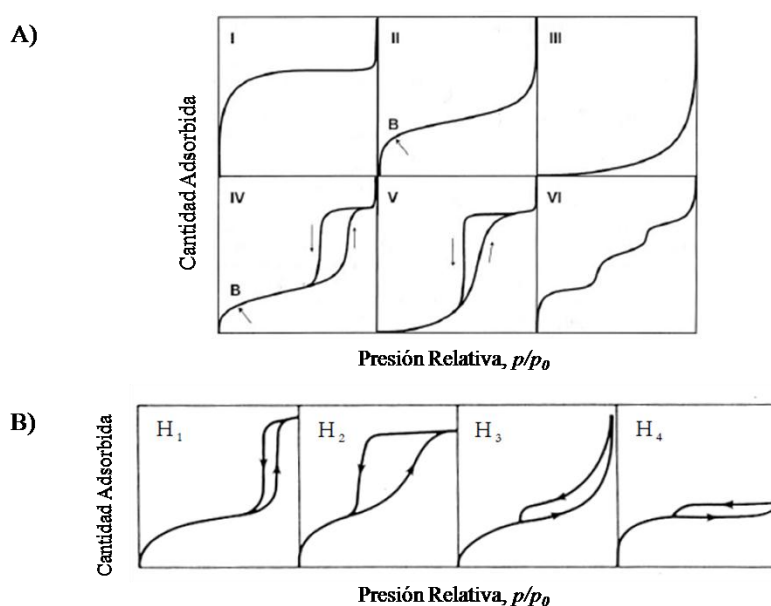 A)
I II III
B
Cantidad Adsorbida
IV V VI
B
Presión Relativa, p/p0
B)
H1 H2 H3 H4
Cantidad Adsorbida
Presión Relativa, p/p0